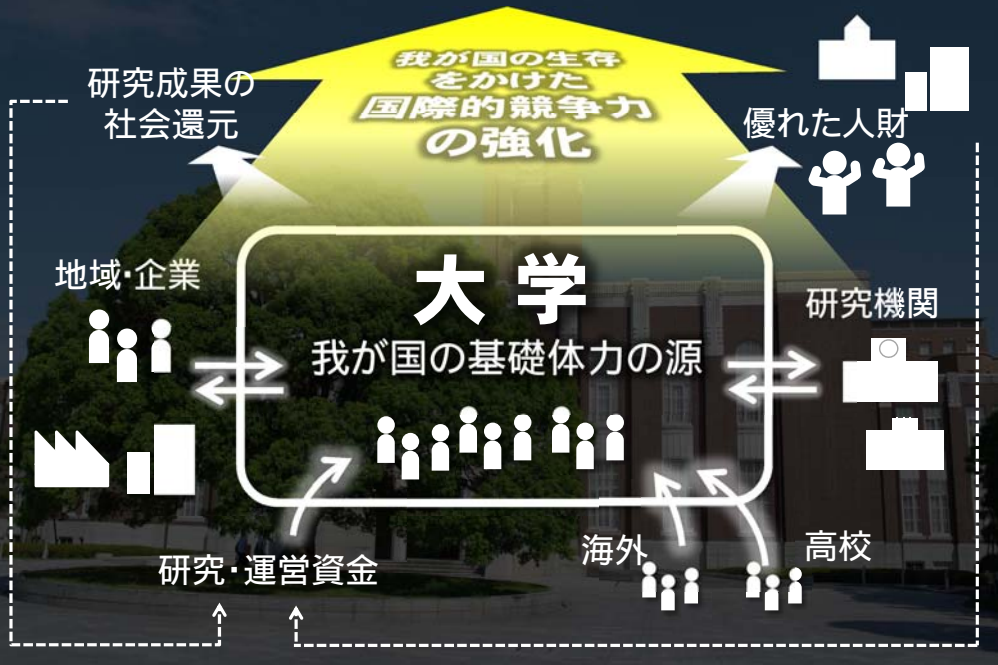 我が国の生存
をかけた
国際的競争力
の強化
研究成果の
社会還元
優れた人財
地域・企業
大学
我が国の基礎体力の源
研究機関
研究・運営資金
海外
高校